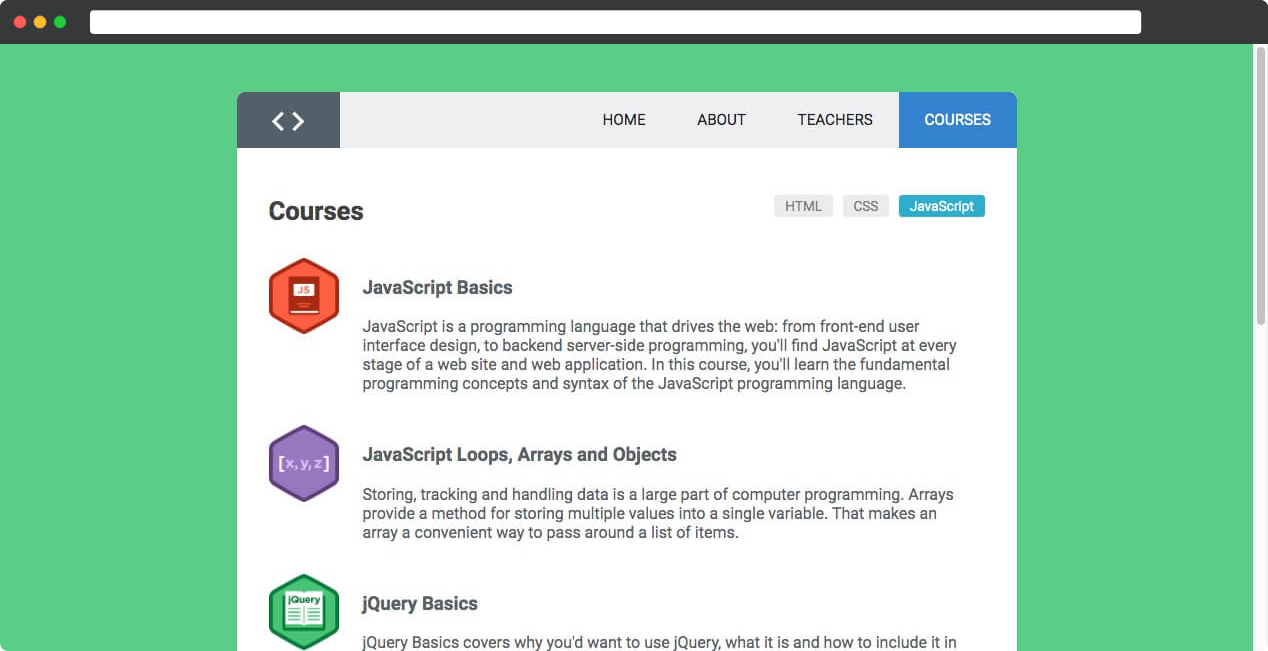 HOME ABOUT TEACHERS COURSES
Courses
HTML CSS JavaScript
JS
JavaScript Basics
JavaScript is a programming language that drives the web: from front-end user
interface design, to backend server-side programming, you'll find JavaScript at every
stage of a web site and web application. In this course, you'll learn the fundamental
programming concepts and syntax of the JavaScript programming language.
[x,y,z]
JavaScript Loops, Arrays and Objects
Storing, tracking and handling data is a large part of computer programming. Arrays
provide a method for storing multiple values into a single variable. That makes an
array a convenient way to pass around a list of items.
jQuery
jQuery Basics
jQuery Basics covers why you'd want to use jQuery, what it is and how to include it in